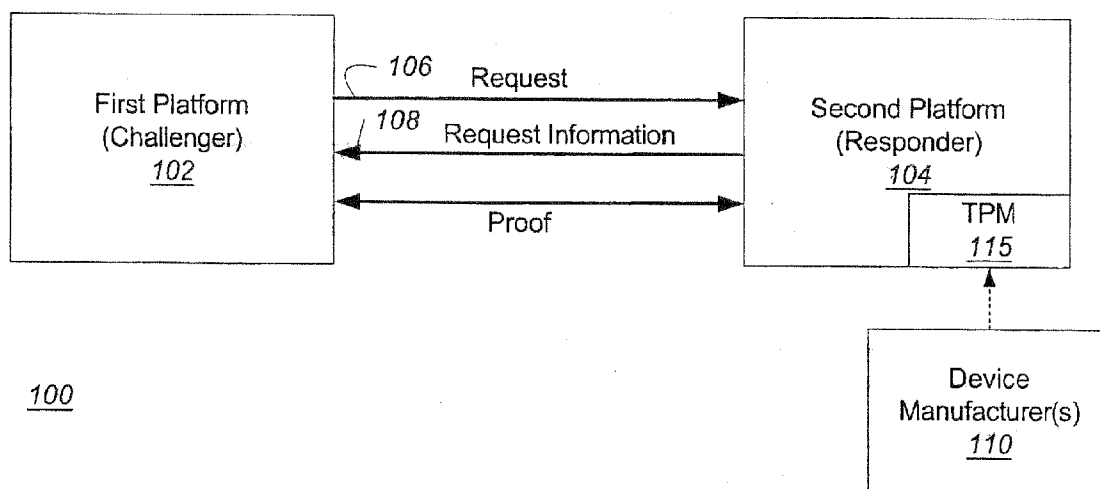 First Platform
(Challenger)
102
106
Request
108
Request Information
Proof
Second Platform
(Responder)
104
TPM
115
Device
Manufacturer(s)
110
100